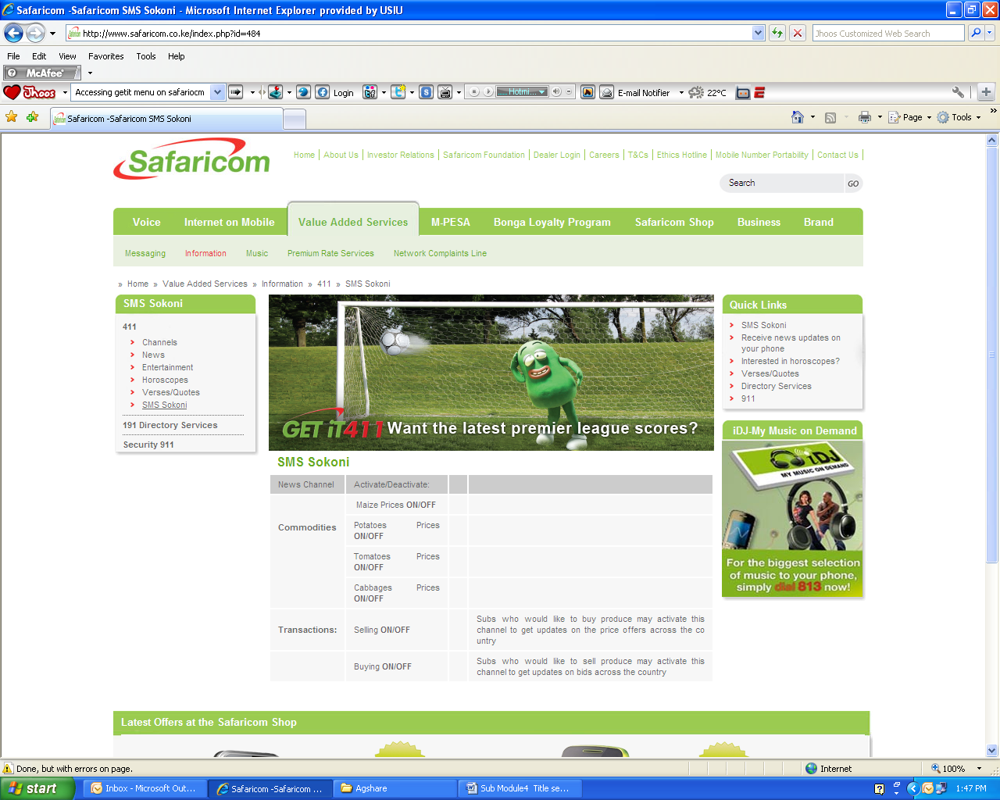 Safaricom -Safaricom SMS Sokoni - Microsoft Internet Explorer provided by USIU
http://www.safaricom.co.ke/index.php?id=484
Jhoos Customized Web Search
File Edit View Favorites Tools Help
McAfee
Jhoos Accessing getit menu on safariocm Login Hotmi... E-mail Notifier 22°C
Safaricom -Safaricom SMS Sokoni
Page Tools
Safaricom
Home About Us Investor Relations Safaricom Foundation Dealer Login Careers T&Cs Ethics Hotline Mobile Number Portability Contact Us
Search GO
Voice Internet on Mobile Value Added Services M-PESA Bonga Loyalty Program Safaricom Shop Business Brand
Messaging Information Music Premium Rate Services Network Complaints Line
» Home » Value Added Services » Information » 411 » SMS Sokoni
SMS Sokoni
411
Channels
News
Entertainment
Horoscopes
Verses/Quotes
SMS Sokoni
191 Directory Services
Security 911
GET iT 411 Want the latest premier league scores?
SMS Sokoni
News Channel Activate/Deactivate:
Maize Prices ON/OFF
Commodities
Potatoes Prices
ON/OFF
Tomatoes Prices
ON/OFF
Cabbages Prices
ON/OFF
Transactions:
Selling ON/OFF
Subs who would like to buy produce may activate this
channel to get updates on the price offers across the co
untry
Buying ON/OFF
Subs who would like to sell produce may activate this
channel to get updates on bids across the country
Quick Links
SMS Sokoni
Receive news updates on
your phone
Interested in horoscopes?
Verses/Quotes
Directory Services
911
iDJ-My Music on Demand
iDJ
MY MUSIC ON DEMAND
For the biggest selection
of music to your phone,
simply dial 813 now!
Latest Offers at the Safaricom Shop
Done, but with errors on page.
Internet
100%
start
Inbox - Microsoft Out...
Safaricom -Safaricom ...
Agshare
Sub Module4 Title se...
1:47 PM